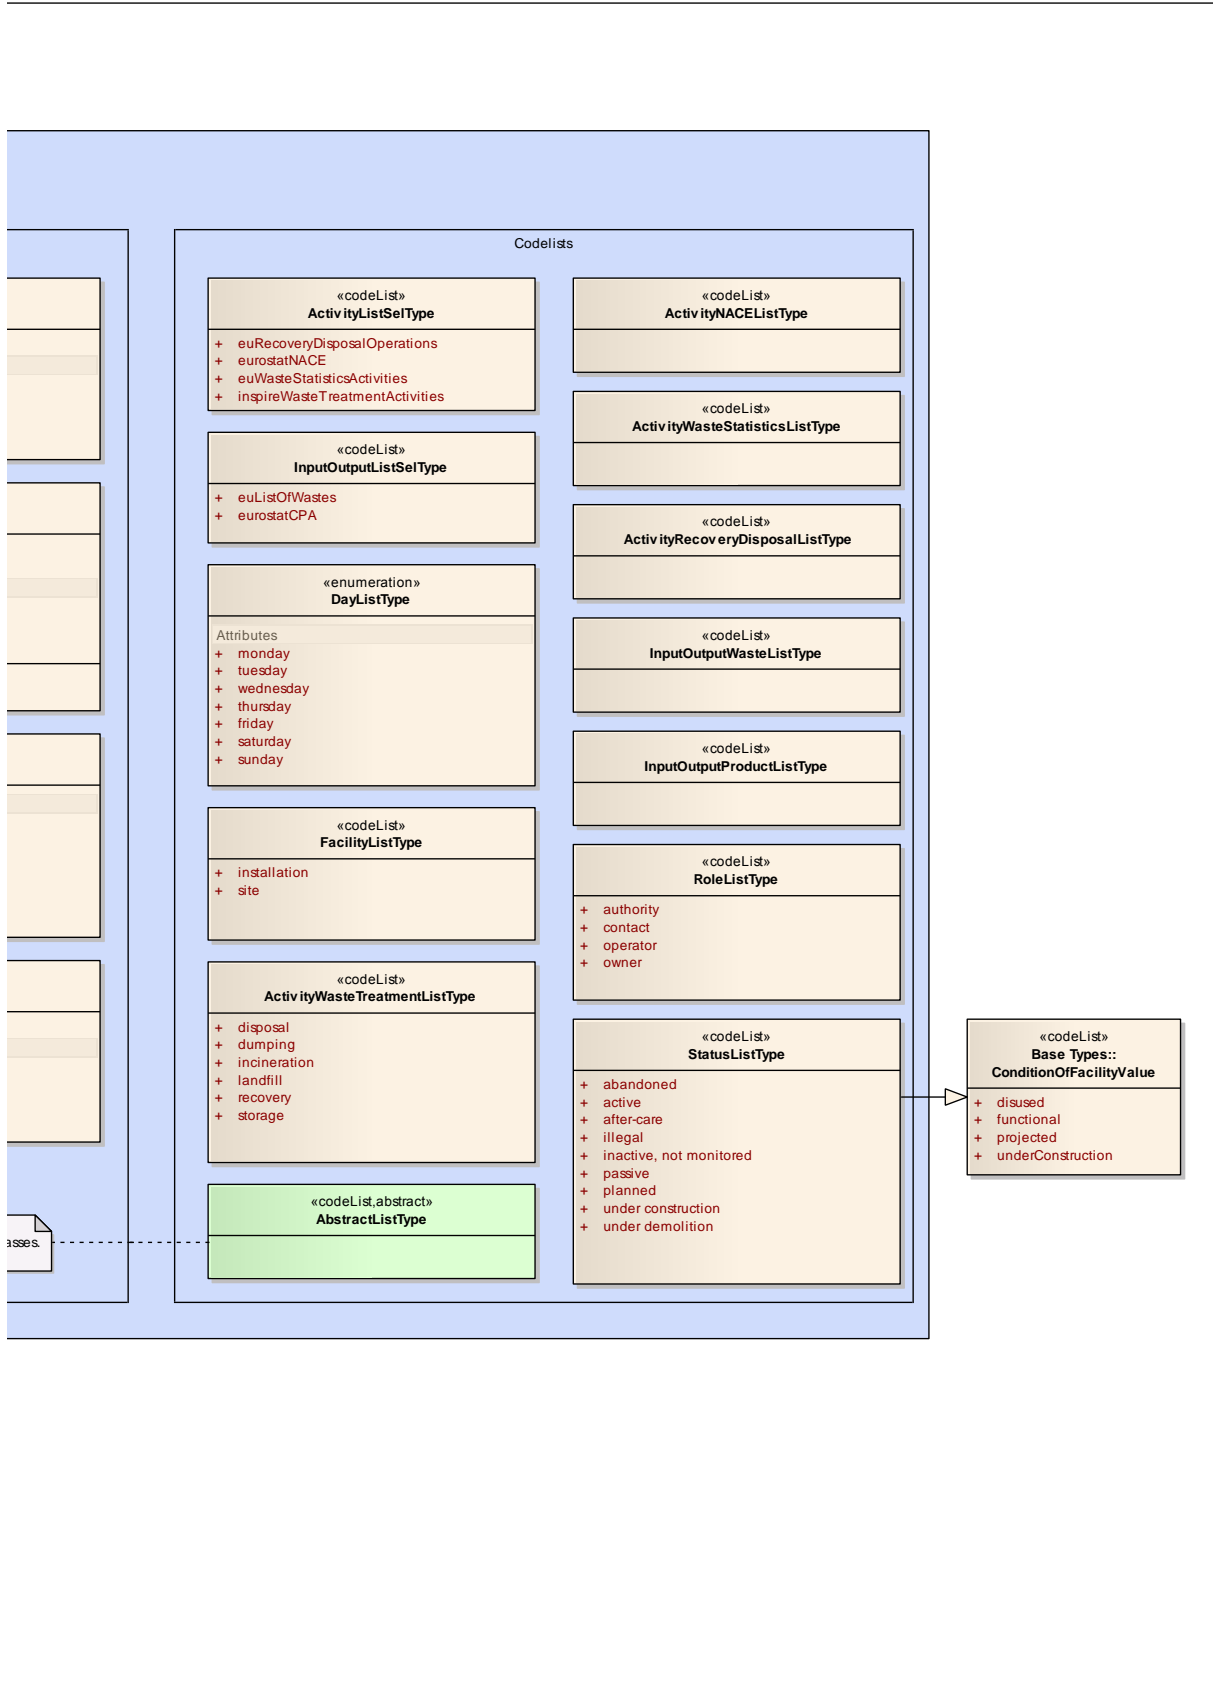 Codelists
«codeList»
ActivityListSelType
+ euRecoveryDisposalOperations
+ eurostatNACE
+ euWasteStatisticsActivities
+ inspireWasteTreatmentActivities
«codeList»
InputOutputListSelType
+ euListOfWastes
+ eurostatCPA
«enumeration»
DayListType
Attributes
+ monday
+ tuesday
+ wednesday
+ thursday
+ friday
+ saturday
+ sunday
«codeList»
FacilityListType
+ installation
+ site
«codeList»
ActivityWasteTreatmentListType
+ disposal
+ dumping
+ incineration
+ landfill
+ recovery
+ storage
«codeList,abstract»
AbstractListType
«codeList»
ActivityNACEListType
«codeList»
ActivityWasteStatisticsListType
«codeList»
ActivityRecoveryDisposalListType
«codeList»
InputOutputWasteListType
«codeList»
InputOutputProductListType
«codeList»
RoleListType
+ authority
+ contact
+ operator
+ owner
«codeList»
StatusListType
+ abandoned
+ active
+ after-care
+ illegal
+ inactive, not monitored
+ passive
+ planned
+ under construction
+ under demolition
«codeList»
Base Types::
ConditionOfFacilityValue
+ disused
+ functional
+ projected
+ underConstruction